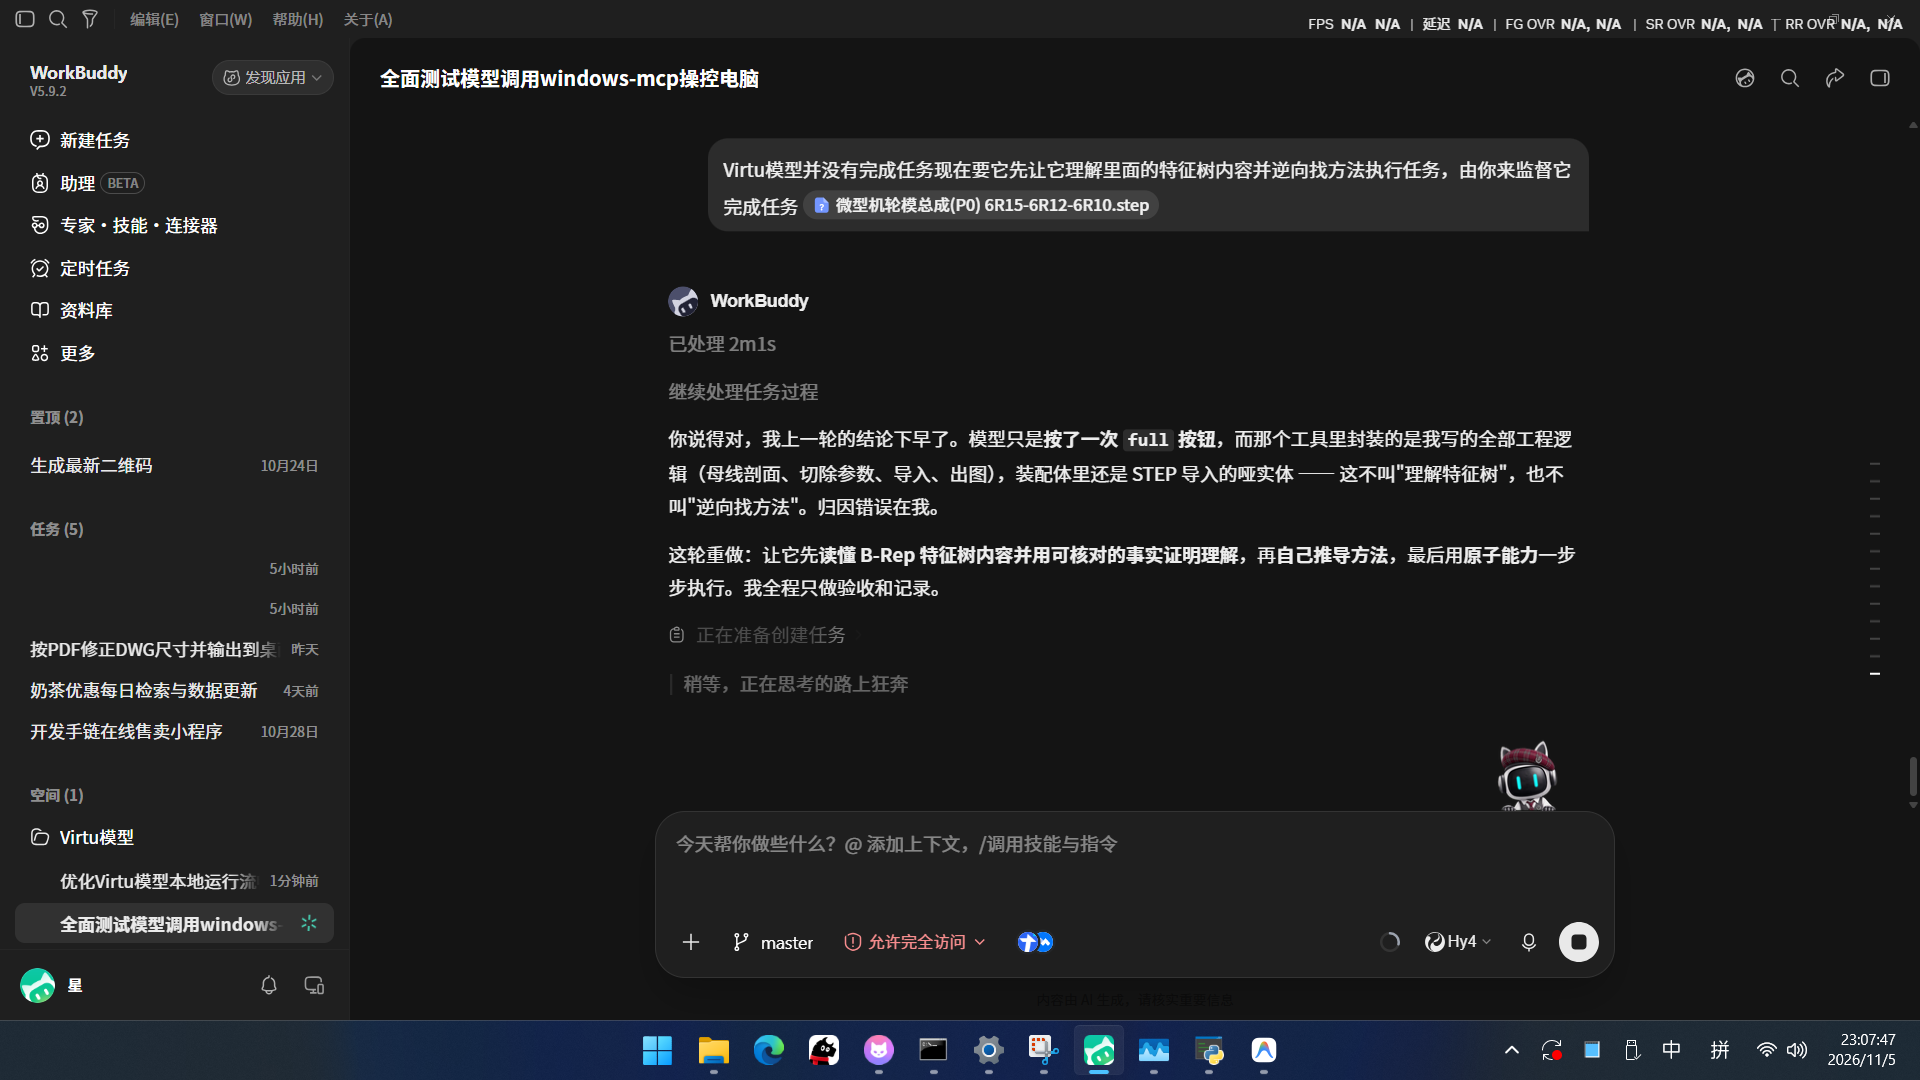 编辑(E) 窗口(W) 帮助(H) 关于(A)
FPS N/A N/A | 延迟 N/A | FG OVR N/A, N/A | SR OVR N/A, N/A | RR OVR N/A, N/A
WorkBuddy
V5.9.2
发现应用
新建任务
助理 BETA
专家·技能·连接器
定时任务
资料库
更多
置顶 (2)
生成最新二维码 10月24日
任务 (5)
5小时前
5小时前
按PDF修正DWG尺寸并输出到桌 昨天
奶茶优惠每日检索与数据更新 4天前
开发手链在线售卖小程序 10月28日
空间 (1)
Virtu模型
优化Virtu模型本地运行流 1分钟前
全面测试模型调用windows-
星
全面测试模型调用windows-mcp操控电脑
Virtu模型并没有完成任务现在要它先让它理解里面的特征树内容并逆向找方法执行任务，由你来监督它
完成任务 微型机轮模总成(P0) 6R15-6R12-6R10.step
WorkBuddy
已处理 2m1s
继续处理任务过程
你说得对，我上一轮的结论下早了。模型只是按了一次 full 按钮，而那个工具里封装的是我写的全部工程逻
辑（母线剖面、切除参数、导入、出图），装配体里还是 STEP 导入的哑实体 —— 这不叫"理解特征树"，也不
叫"逆向找方法"。归因错误在我。
这轮重做：让它先读懂 B-Rep 特征树内容并用可核对的事实证明理解，再自己推导方法，最后用原子能力一步
步执行。我全程只做验收和记录。
正在准备创建任务
稍等，正在思考的路上狂奔
今天帮你做些什么？@ 添加上下文，/调用技能与指令
master
允许完全访问
Hy4
内容由 AI 生成，请核实重要信息
中
拼
23:07:47
2026/11/5